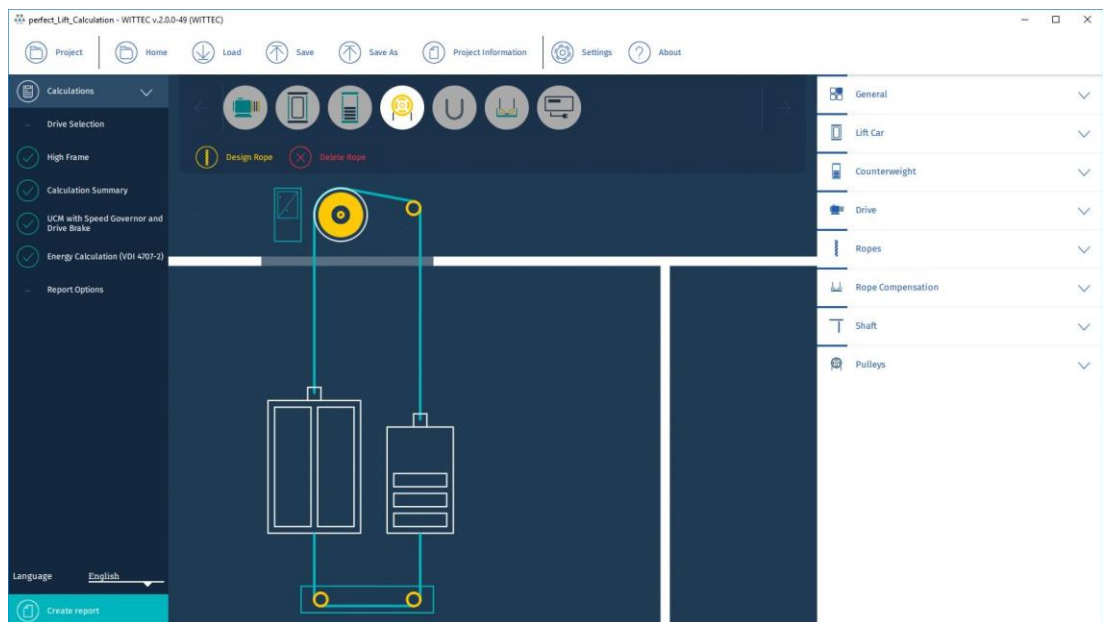 perfect_Lift_Calculation - WITTEC v.2.0.0-49 (WITTEC)
Project
Home
Load
Save
Save As
Project Information
Settings
About
Calculations
Drive Selection
High Frame
Calculation Summary
UCM with Speed Governor and
Drive Brake
Energy Calculation (VDI 4707-2)
Report Options
Language English
Create report
Design Rope
Delete Rope
General
Lift Car
Counterweight
Drive
Ropes
Rope Compensation
Shaft
Pulleys